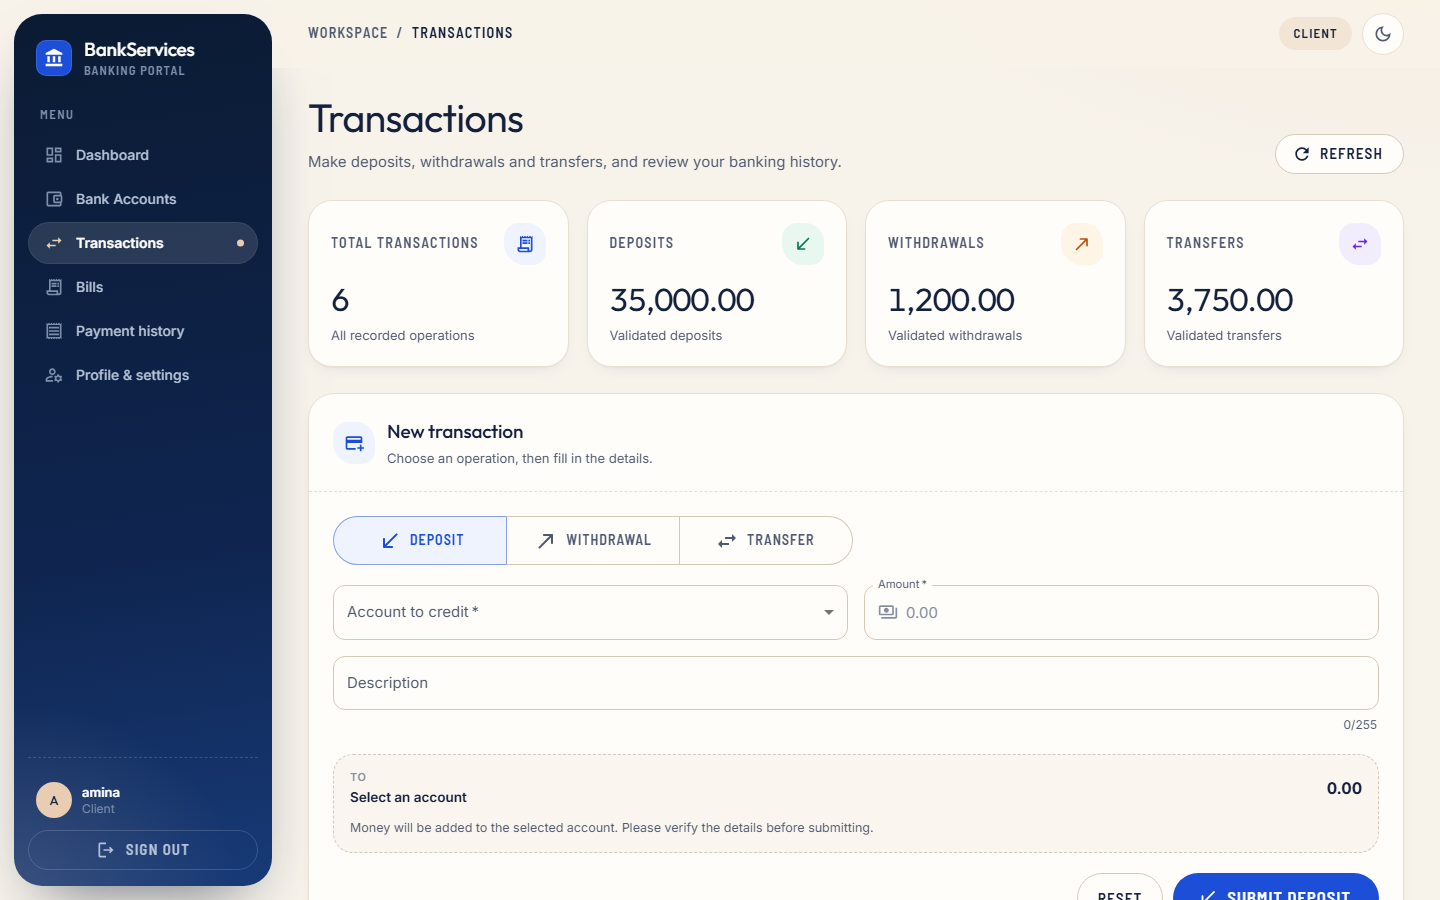 BankServices
BANKING PORTAL
MENU
Dashboard
Bank Accounts
Transactions
Bills
Payment history
Profile & settings
A
amina
Client
SIGN OUT
WORKSPACE / TRANSACTIONS
CLIENT
Transactions
Make deposits, withdrawals and transfers, and review your banking history.
REFRESH
TOTAL TRANSACTIONS
6
All recorded operations
DEPOSITS
35,000.00
Validated deposits
WITHDRAWALS
1,200.00
Validated withdrawals
TRANSFERS
3,750.00
Validated transfers
New transaction
Choose an operation, then fill in the details.
DEPOSIT
WITHDRAWAL
TRANSFER
Account to credit *
Amount *
0.00
Description
0/255
TO
Select an account
0.00
Money will be added to the selected account. Please verify the details before submitting.
RESET
SUBMIT DEPOSIT